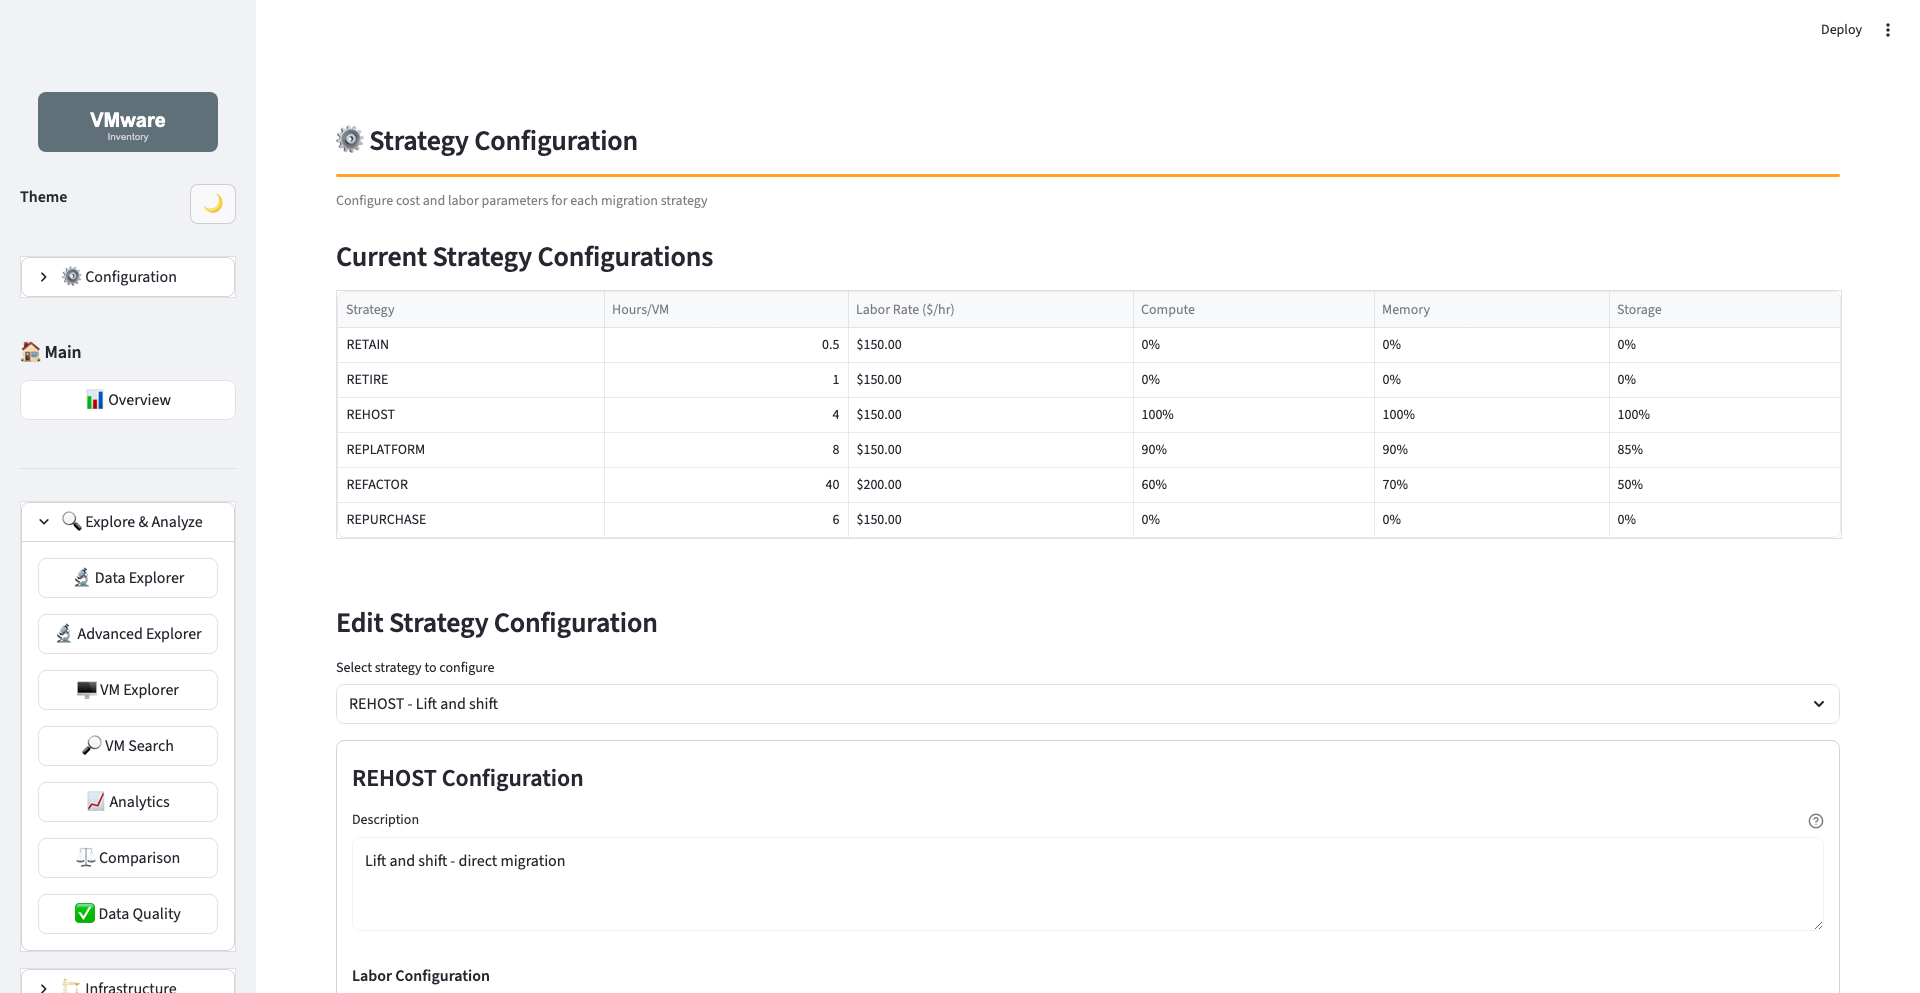 Deploy
VMware
Inventory
Theme
Configuration
Main
Overview
Explore & Analyze
Data Explorer
Advanced Explorer
VM Explorer
VM Search
Analytics
Comparison
Data Quality
Infrastructure
Strategy Configuration
Configure cost and labor parameters for each migration strategy
Current Strategy Configurations
Strategy Hours/VM Labor Rate ($/hr) Compute Memory Storage
RETAIN 0.5 $150.00 0% 0% 0%
RETIRE 1 $150.00 0% 0% 0%
REHOST 4 $150.00 100% 100% 100%
REPLATFORM 8 $150.00 90% 90% 85%
REFACTOR 40 $200.00 60% 70% 50%
REPURCHASE 6 $150.00 0% 0% 0%
Edit Strategy Configuration
Select strategy to configure
REHOST - Lift and shift
REHOST Configuration
Description
Lift and shift - direct migration
Labor Configuration